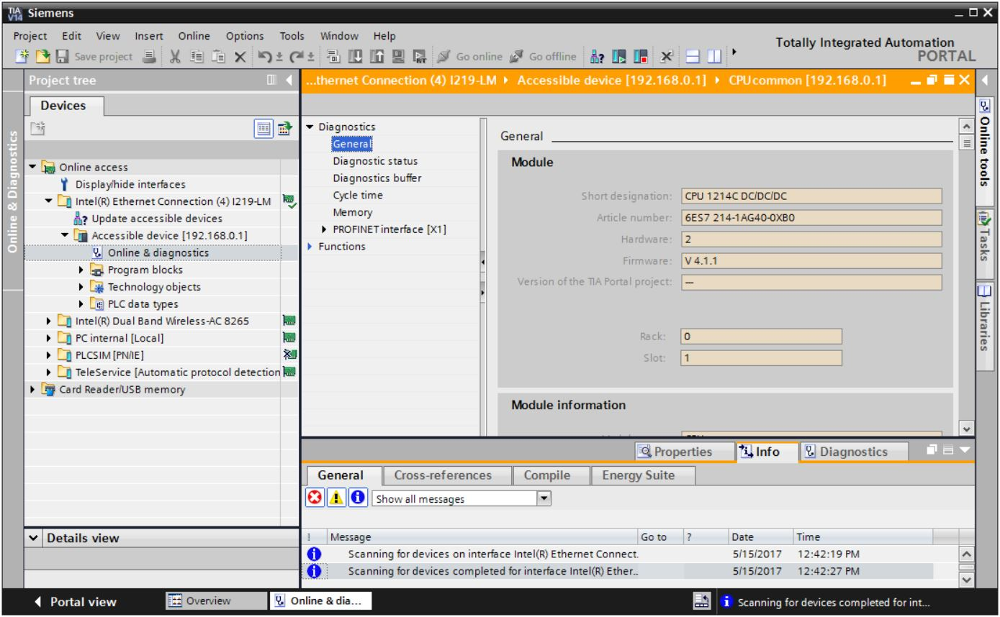 TIA V14 Siemens
Project Edit View Insert Online Options Tools Window Help
Totally Integrated Automation
PORTAL
Save project Go online Go offline
Project tree
...thernet Connection (4) I219-LM Accessible device [192.168.0.1] CPUcommon [192.168.0.1]
Devices
Online & Diagnostics
Online access
Display/hide interfaces
Intel(R) Ethernet Connection (4) I219-LM
Update accessible devices
Accessible device [192.168.0.1]
Online & diagnostics
Program blocks
Technology objects
PLC data types
Intel(R) Dual Band Wireless-AC 8265
PC internal [Local]
PLCSIM [PN/IE]
TeleService [Automatic protocol detection
Card Reader/USB memory
Details view
Diagnostics
General
Diagnostic status
Diagnostics buffer
Cycle time
Memory
PROFINET interface [X1]
Functions
General
Module
Short designation: CPU 1214C DC/DC/DC
Article number: 6ES7 214-1AG40-0XB0
Hardware: 2
Firmware: V 4.1.1
Version of the TIA Portal project: ---
Rack: 0
Slot: 1
Module information
Online tools
Tasks
Libraries
Properties Info Diagnostics
General Cross-references Compile Energy Suite
Show all messages
! Message Go to ? Date Time
Scanning for devices on interface Intel(R) Ethernet Connect. 5/15/2017 12:42:19 PM
Scanning for devices completed for interface Intel(R) Ether.. 5/15/2017 12:42:27 PM
Portal view Overview Online & dia... Scanning for devices completed for int...